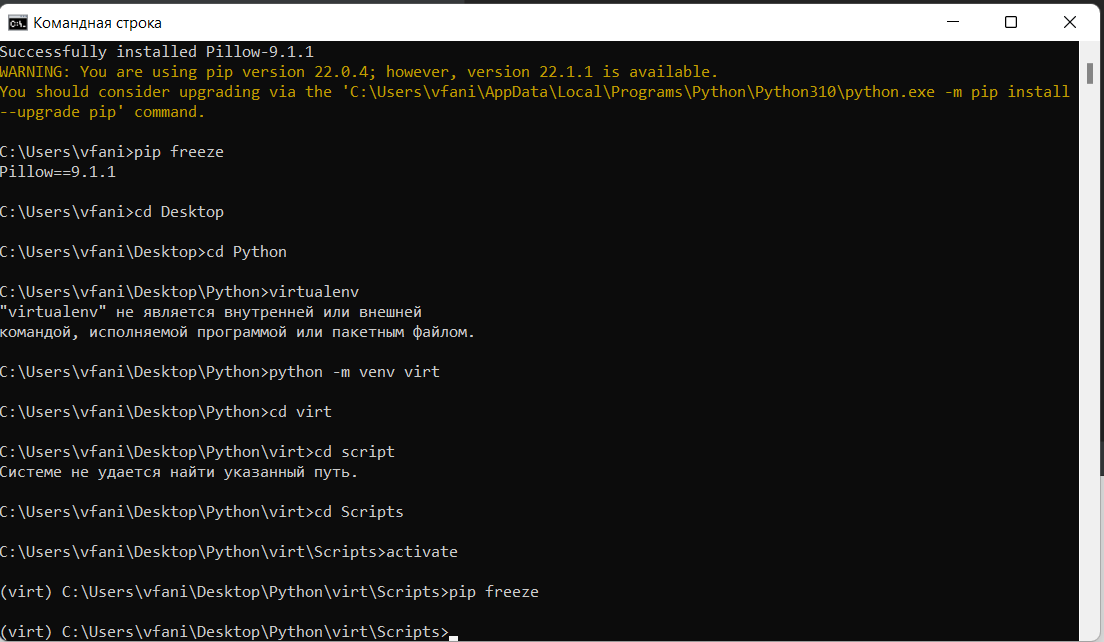 Командная строка
Successfully installed Pillow-9.1.1
WARNING: You are using pip version 22.0.4; however, version 22.1.1 is available.
You should consider upgrading via the 'C:\Users\vfani\AppData\Local\Programs\Python\Python310\python.exe -m pip install
--upgrade pip' command.
C:\Users\vfani>pip freeze
Pillow==9.1.1
C:\Users\vfani>cd Desktop
C:\Users\vfani\Desktop>cd Python
C:\Users\vfani\Desktop\Python>virtualenv
"virtualenv" не является внутренней или внешней
командой, исполняемой программой или пакетным файлом.
C:\Users\vfani\Desktop\Python>python -m venv virt
C:\Users\vfani\Desktop\Python>cd virt
C:\Users\vfani\Desktop\Python\virt>cd script
Системе не удается найти указанный путь.
C:\Users\vfani\Desktop\Python\virt>cd Scripts
C:\Users\vfani\Desktop\Python\virt\Scripts>activate
(virt) C:\Users\vfani\Desktop\Python\virt\Scripts>pip freeze
(virt) C:\Users\vfani\Desktop\Python\virt\Scripts>